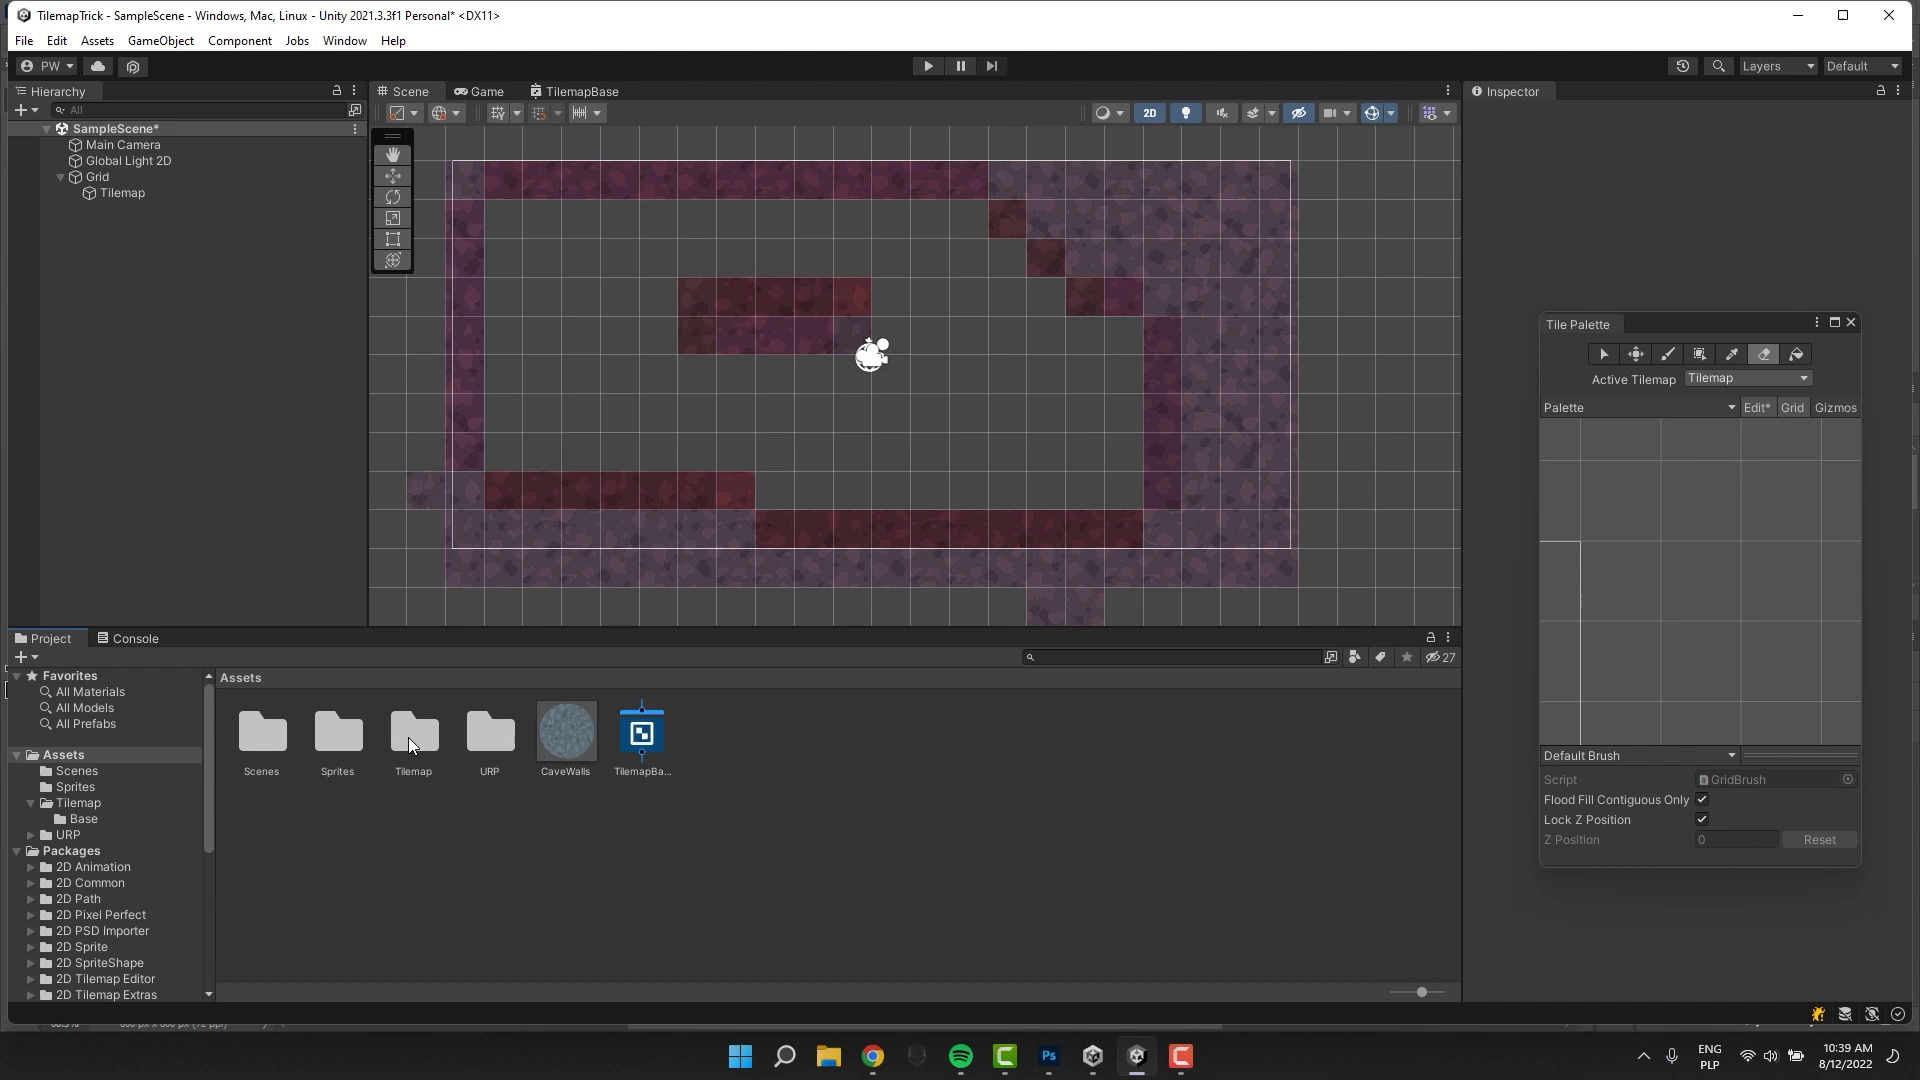 TilemapTrick - SampleScene - Windows, Mac, Linux - Unity 2021.3.3f1 Personal* <DX11>
File Edit Assets GameObject Component Jobs Window Help
PW Layers Default
Hierarchy Scene Game TilemapBase Inspector
All 2D
SampleScene*
Main Camera
Global Light 2D
Grid
Tilemap
Tile Palette
Active Tilemap Tilemap
Palette Edit* Grid Gizmos
Default Brush
Script GridBrush
Flood Fill Contiguous Only
Lock Z Position
Z Position 0 Reset
Project Console
27
Favorites
All Materials
All Models
All Prefabs
Assets
Scenes
Sprites
Tilemap
Base
URP
Packages
2D Animation
2D Common
2D Path
2D Pixel Perfect
2D PSD Importer
2D Sprite
2D SpriteShape
2D Tilemap Editor
2D Tilemap Extras
Assets
Scenes Sprites Tilemap URP CaveWalls TilemapBa...
Ps
ENG
PLP
10:39 AM
8/12/2022